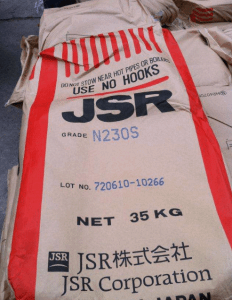 DO NOT STOW NEAR HOT PIPES OR BOILERS
USE NO HOOKS
JSR
GRADE N230S
LOT NO. 720610-10266
NET 35 KG
JSR JSR株式会社
JSR Corporation
JAPAN